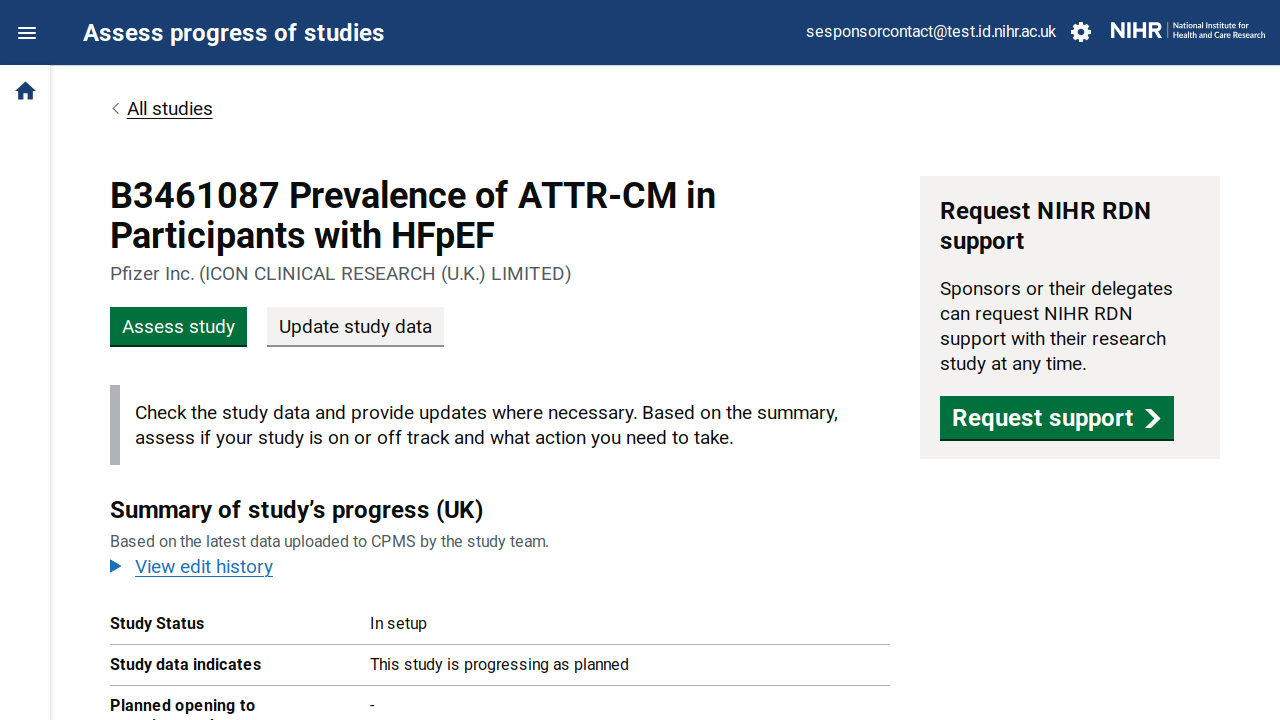 Assess progress of studies
sesponsorcontact@test.id.nihr.ac.uk
NIHR
National Institute for
Health and Care Research
All studies
B3461087 Prevalence of ATTR-CM in
Participants with HFpEF
Pfizer Inc. (ICON CLINICAL RESEARCH (U.K.) LIMITED)
Assess study
Update study data
Check the study data and provide updates where necessary. Based on the summary,
assess if your study is on or off track and what action you need to take.
Summary of study’s progress (UK)
Based on the latest data uploaded to CPMS by the study team.
View edit history
Study Status
In setup
Study data indicates
This study is progressing as planned
Planned opening to
-
Request NIHR RDN
support
Sponsors or their delegates
can request NIHR RDN
support with their research
study at any time.
Request support